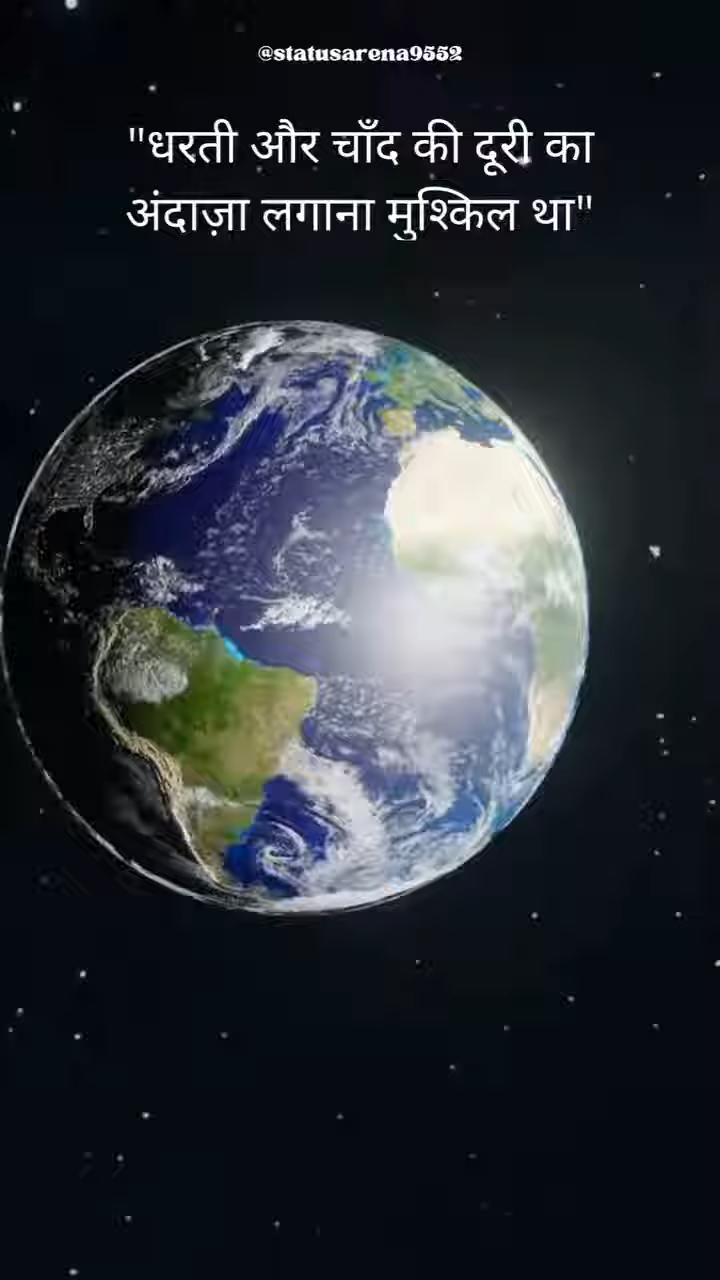 @statusarena9552
"धरती और चाँद की दूरी का
अंदाज़ा लगाना मुश्किल था"